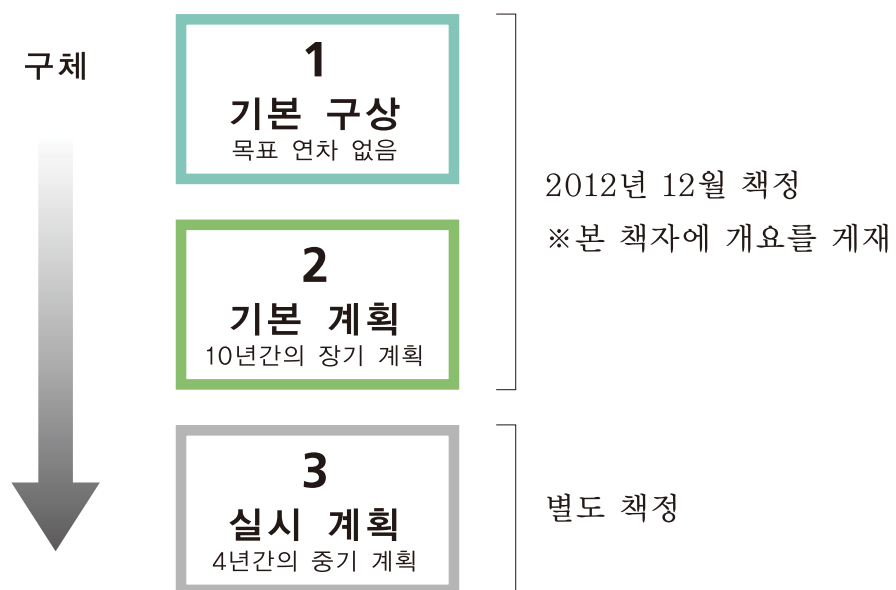 구체
1
기본 구상
목표 연차 없음
2012년 12월 책정
※본 책자에 개요를 게재
2
기본 계획
10년간의 장기 계획
3
실시 계획
4년간의 중기 계획
별도 책정